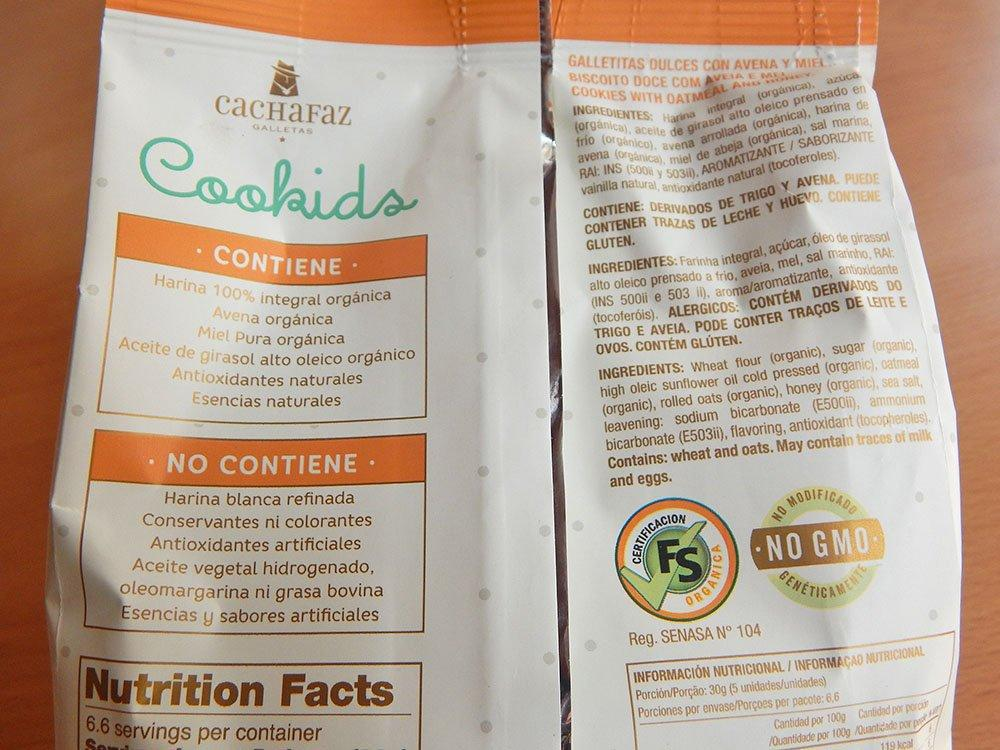 CACHAFAZ
GALLETAS
Cookids
· CONTIENE ·
Harina 100% integral orgánica
Avena orgánica
Miel Pura orgánica
Aceite de girasol alto oleico orgánico
Antioxidantes naturales
Esencias naturales
· NO CONTIENE ·
Harina blanca refinada
Conservantes ni colorantes
Antioxidantes artificiales
Aceite vegetal hidrogenado,
oleomargarina ni grasa bovina
Esencias y sabores artificiales
Nutrition Facts
6.6 servings per container
GALLETITAS DULCES CON AVENA Y MIEL
BISCOITO DOCE COM AVEIA E MEL
COOKIES WITH OATMEAL AND HONEY
INGREDIENTES: Harina integral (orgánica), azúcar
(orgánica), aceite de girasol alto oleico prensado en
frío (orgánico), avena arrollada (orgánica), harina de
avena (orgánica), miel de abeja (orgánica), sal marina,
RAI: INS (500ii y 503ii), AROMATIZANTE / SABORIZANTE
vainilla natural, antioxidante natural (tocoferoles).
CONTIENE: DERIVADOS DE TRIGO Y AVENA. PUEDE
CONTENER TRAZAS DE LECHE Y HUEVO. CONTIENE
GLUTEN.
INGREDIENTES: Farinha integral, açúcar, óleo de girassol
alto oleico prensado a frio, aveia, mel, sal marinho, RAI:
(INS 500ii e 503 ii), aroma/aromatizante, antioxidante
(tocoferóis). ALERGICOS: CONTÉM DERIVADOS DO
TRIGO E AVEIA. PODE CONTER TRAÇOS DE LEITE E
OVOS. CONTÉM GLÚTEN.
INGREDIENTS: Wheat flour (organic), sugar (organic),
high oleic sunflower oil cold pressed (organic), oatmeal
(organic), rolled oats (organic), honey (organic), sea salt,
leavening: sodium bicarbonate (E500ii), ammonium
bicarbonate (E503ii), flavoring, antioxidant (tocopheroles).
Contains: wheat and oats. May contain traces of milk
and eggs.
CERTIFICACION
FS
ORGÁNICA
NO MODIFICADO
· NO GMO ·
GENÉTICAMENTE
Reg. SENASA Nº 104
INFORMACIÓN NUTRICIONAL / INFORMAÇAO NUTRICIONAL
Porción/Porção: 30g (5 unidades/unidades)
Porciones por envase/Porçoes per pacote: 6.6
Cantidad por 100g Cantidad por porción
/Quantidade por 100g /Quantidade por
119 kcal